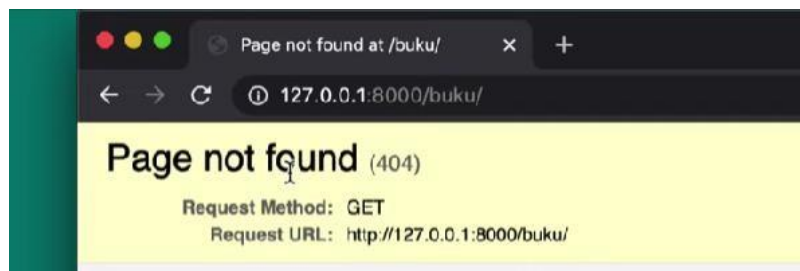 Page not found at /buku/
127.0.0.1:8000/buku/
Page not found (404)
Request Method: GET
Request URL: http://127.0.0.1:8000/buku/